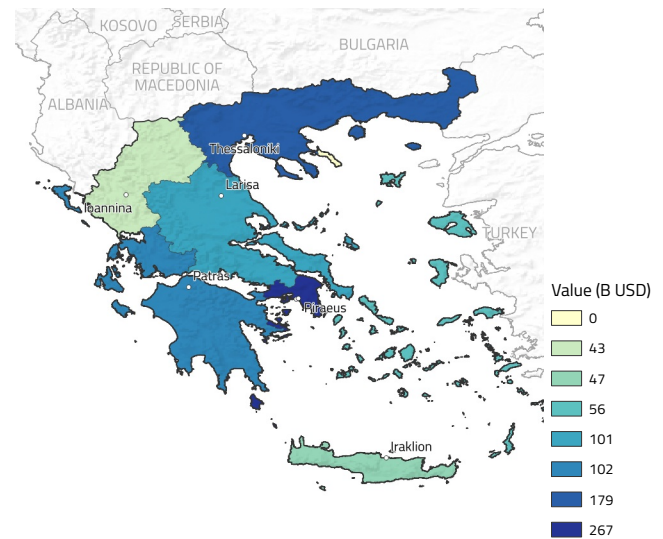 KOSOVO
SERBIA
BULGARIA
REPUBLIC OF
MACEDONIA
ALBANIA
Thessaloniki
Larisa
Ioannina
TURKEY
Patras
Piraeus
Iraklion
Value (B USD)
0
43
47
56
101
102
179
267